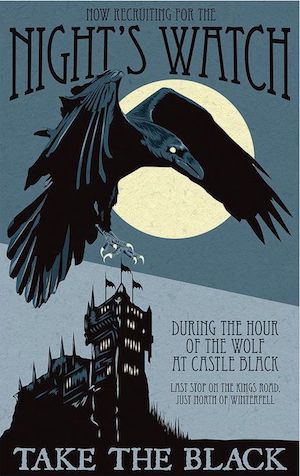 NOW RECRUITING FOR THE
NIGHT'S WATCH
DURING THE HOUR
OF THE WOLF
AT CASTLE BLACK
LAST STOP ON THE KINGS ROAD,
JUST NORTH OF WINTERFELL
TAKE THE BLACK